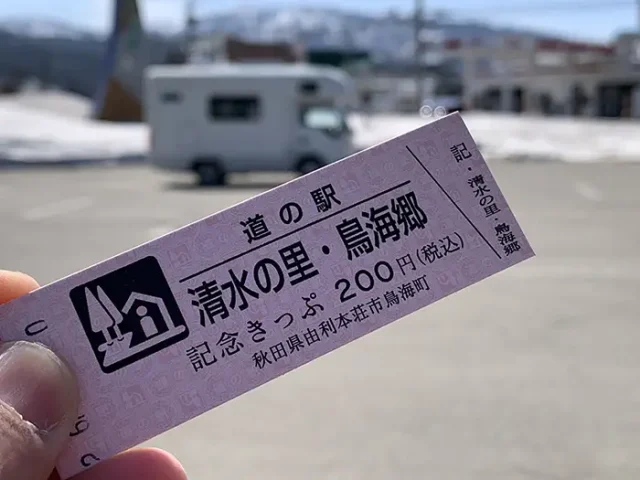 道の駅
清水の里・鳥海郷
記念きっぷ 200円(税込)
秋田県由利本荘市鳥海町
記・清水の里・鳥海郷